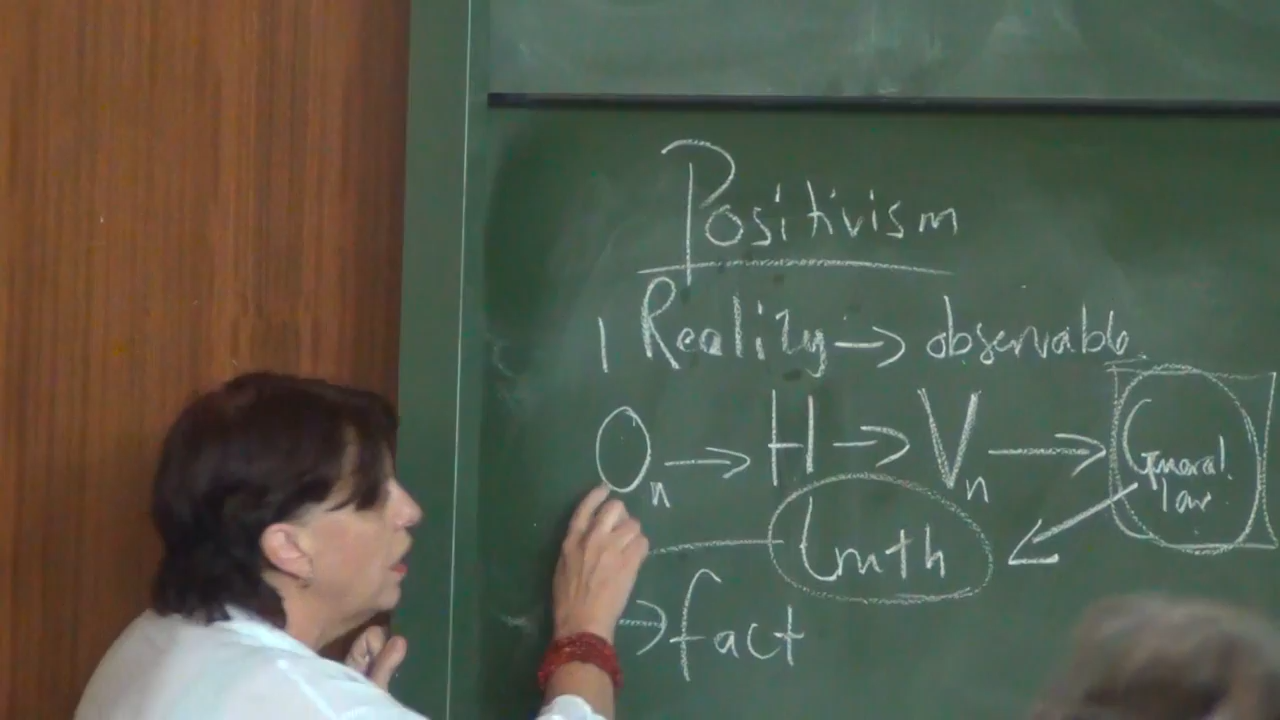 Positivism
1 Reality → observable
On → H → Vn → General law
truth
→ fact